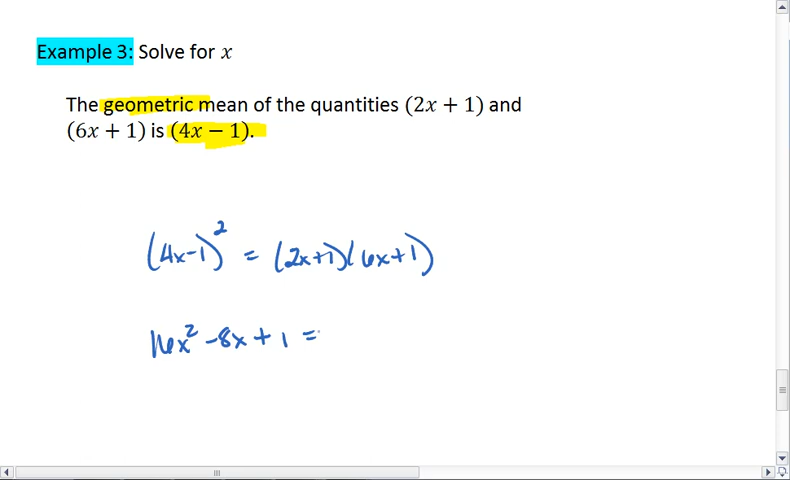 Example 3: Solve for x
The geometric mean of the quantities (2x + 1) and
(6x + 1) is (4x − 1).
(4x-1)² = (2x+1)(6x+1)
16x² -8x + 1 =